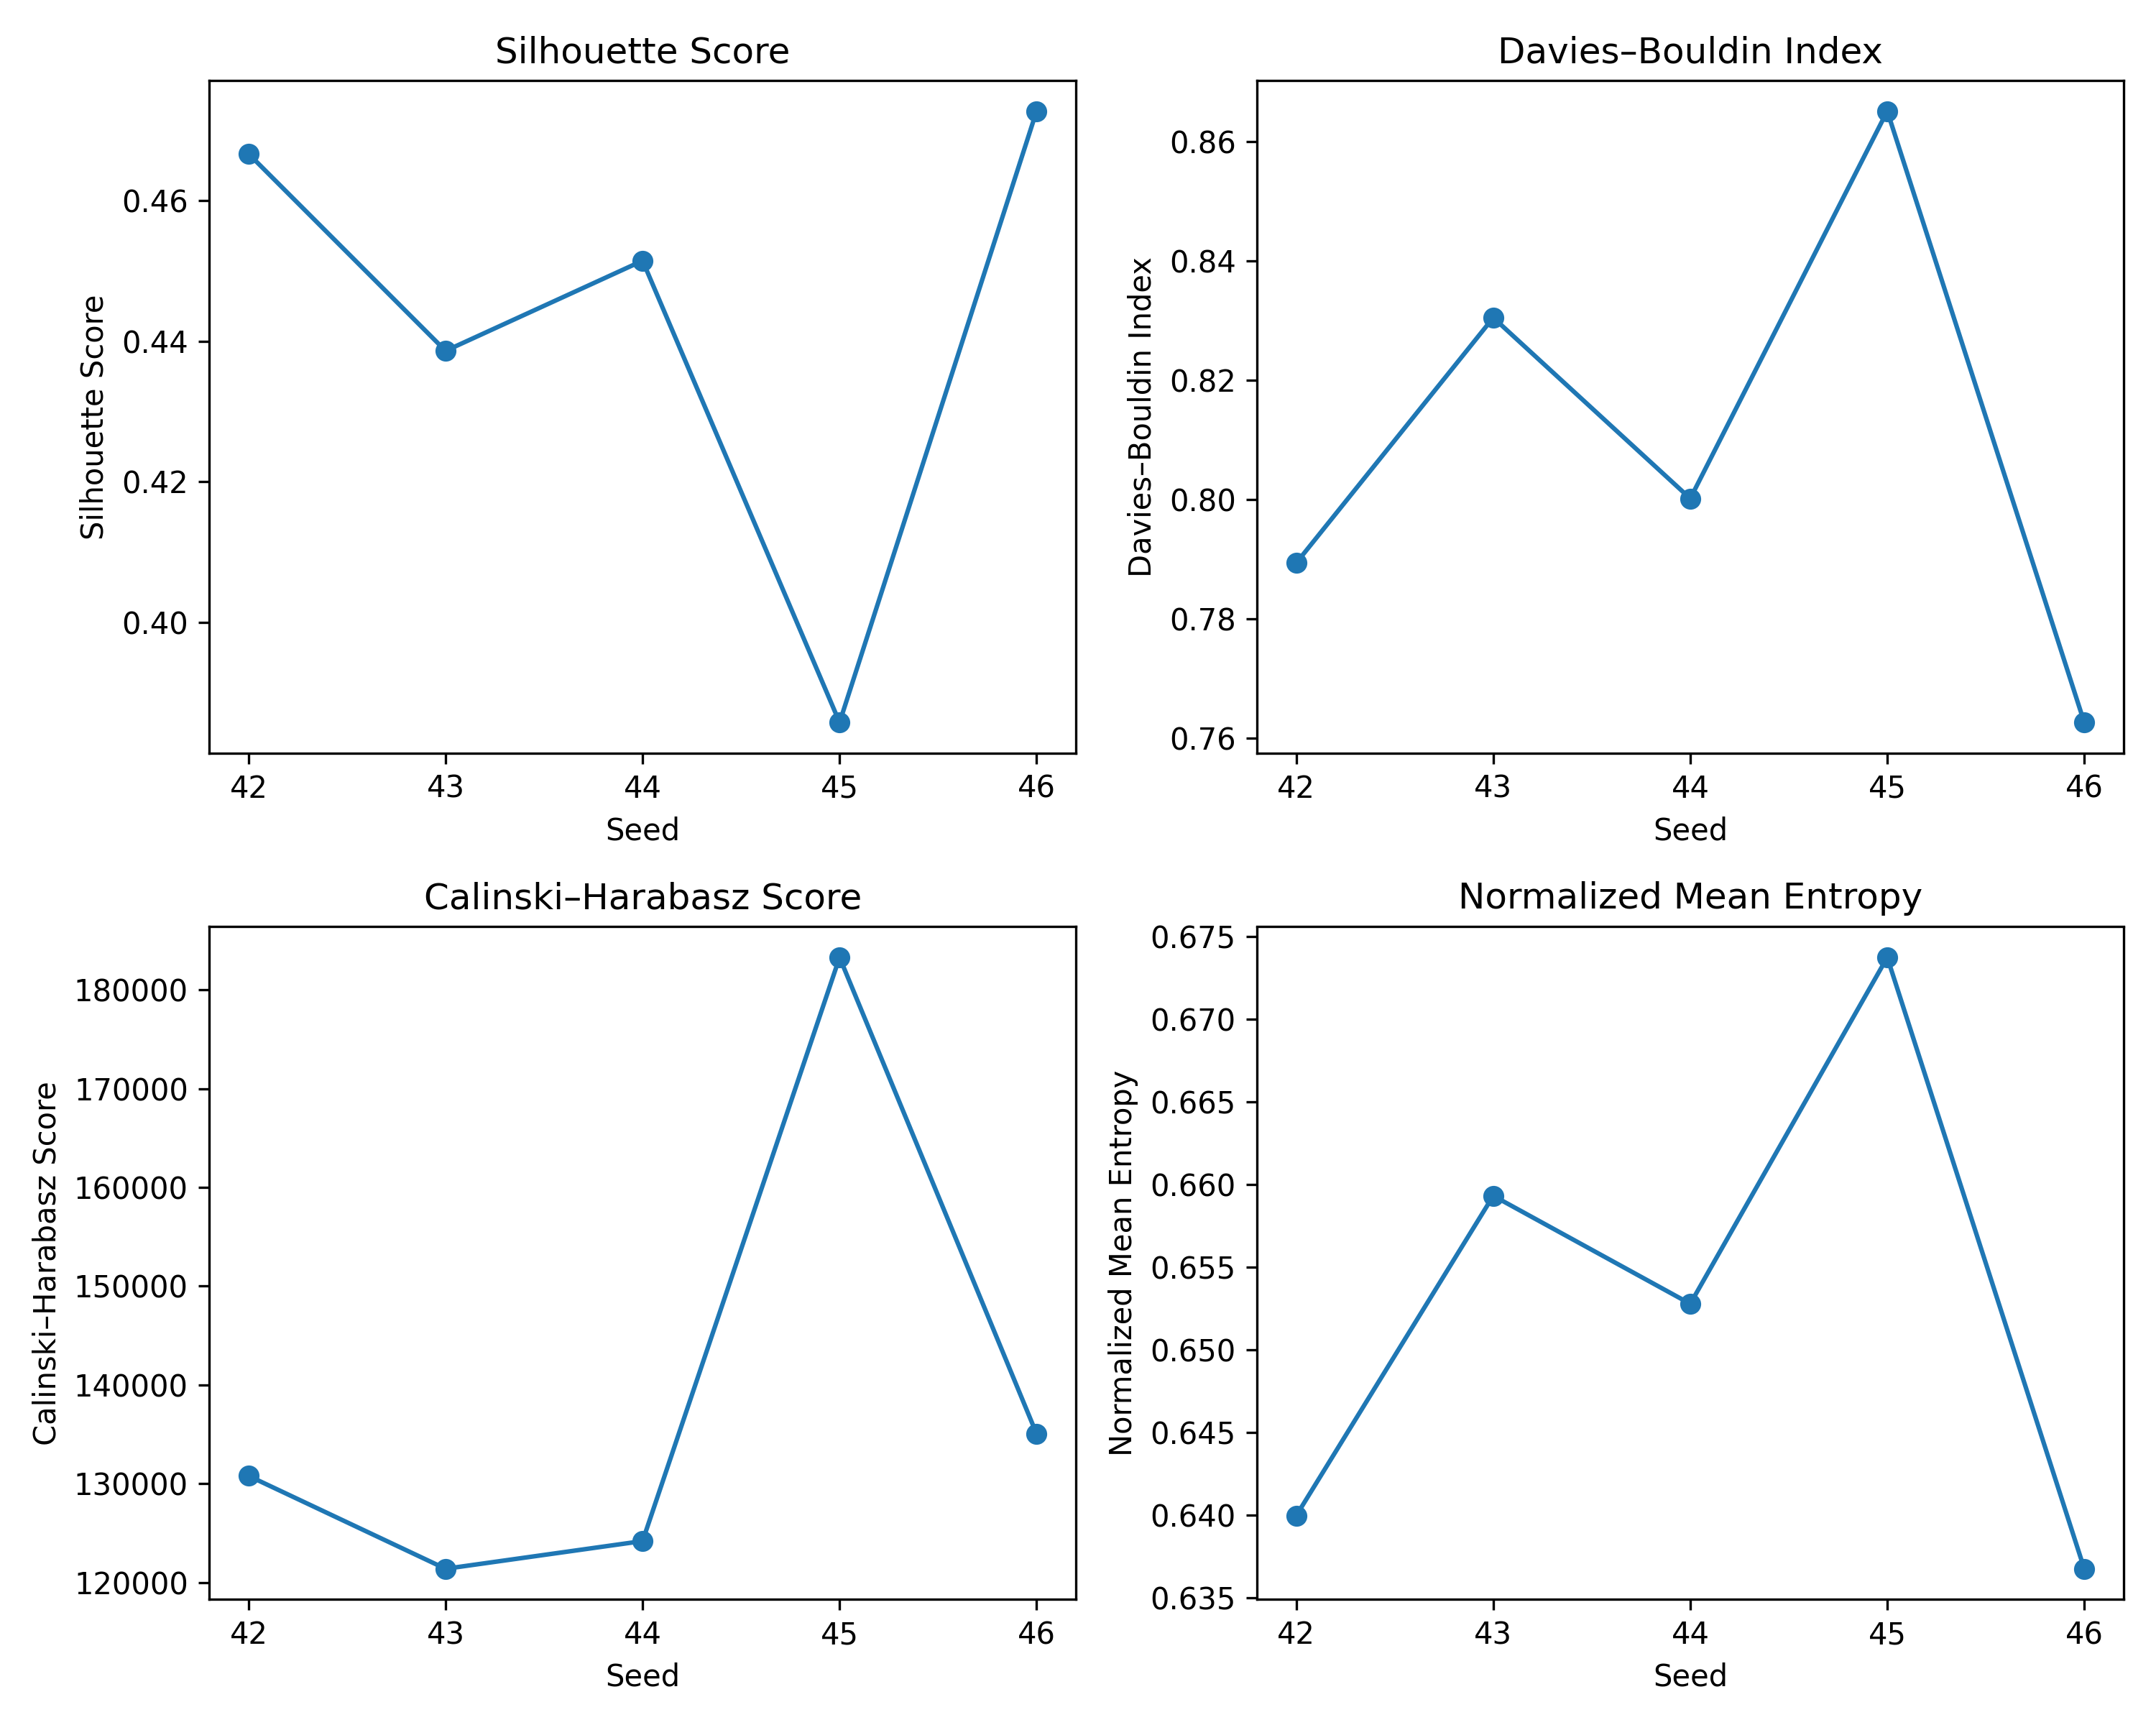 Silhouette Score
Silhouette Score
0.46
0.44
0.42
0.40
42 43 44 45 46
Seed
Davies–Bouldin Index
Davies–Bouldin Index
0.86
0.84
0.82
0.80
0.78
0.76
42 43 44 45 46
Seed
Calinski–Harabasz Score
Calinski–Harabasz Score
180000
170000
160000
150000
140000
130000
120000
42 43 44 45 46
Seed
Normalized Mean Entropy
Normalized Mean Entropy
0.675
0.670
0.665
0.660
0.655
0.650
0.645
0.640
0.635
42 43 44 45 46
Seed